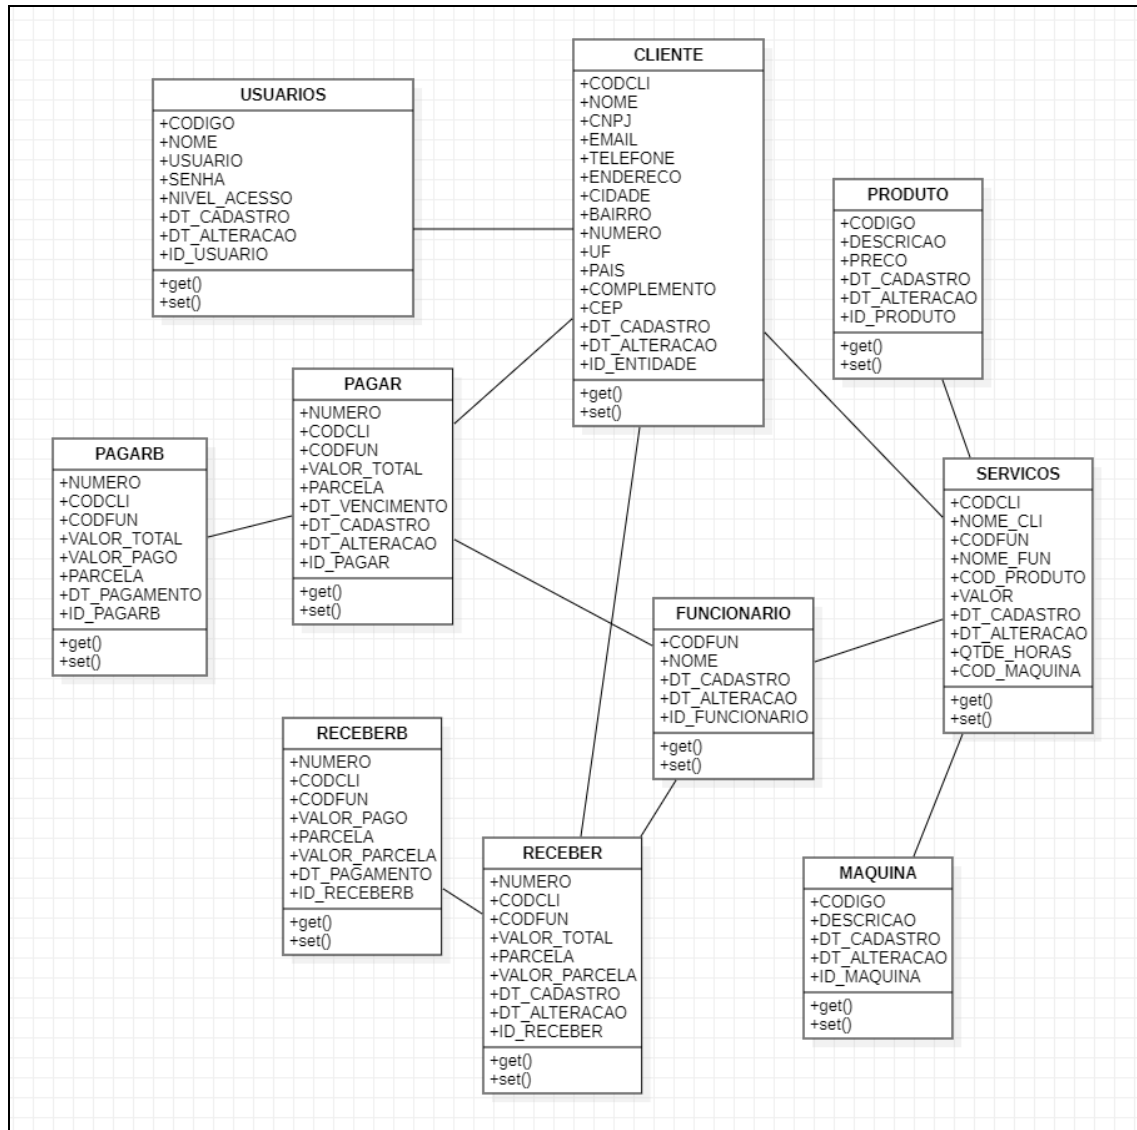 USUARIOS
+CODIGO
+NOME
+USUARIO
+SENHA
+NIVEL_ACESSO
+DT_CADASTRO
+DT_ALTERACAO
+ID_USUARIO
+get()
+set()
CLIENTE
+CODCLI
+NOME
+CNPJ
+EMAIL
+TELEFONE
+ENDERECO
+CIDADE
+BAIRRO
+NUMERO
+UF
+PAIS
+COMPLEMENTO
+CEP
+DT_CADASTRO
+DT_ALTERACAO
+ID_ENTIDADE
+get()
+set()
PRODUTO
+CODIGO
+DESCRICAO
+PRECO
+DT_CADASTRO
+DT_ALTERACAO
+ID_PRODUTO
+get()
+set()
PAGAR
+NUMERO
+CODCLI
+CODFUN
+VALOR_TOTAL
+PARCELA
+DT_VENCIMENTO
+DT_CADASTRO
+DT_ALTERACAO
+ID_PAGAR
+get()
+set()
PAGARB
+NUMERO
+CODCLI
+CODFUN
+VALOR_TOTAL
+VALOR_PAGO
+PARCELA
+DT_PAGAMENTO
+ID_PAGARB
+get()
+set()
SERVICOS
+CODCLI
+NOME_CLI
+CODFUN
+NOME_FUN
+COD_PRODUTO
+VALOR
+DT_CADASTRO
+DT_ALTERACAO
+QTDE_HORAS
+COD_MAQUINA
+get()
+set()
FUNCIONARIO
+CODFUN
+NOME
+DT_CADASTRO
+DT_ALTERACAO
+ID_FUNCIONARIO
+get()
+set()
RECEBERB
+NUMERO
+CODCLI
+CODFUN
+VALOR_PAGO
+PARCELA
+VALOR_PARCELA
+DT_PAGAMENTO
+ID_RECEBERB
+get()
+set()
RECEBER
+NUMERO
+CODCLI
+CODFUN
+VALOR_TOTAL
+PARCELA
+VALOR_PARCELA
+DT_CADASTRO
+DT_ALTERACAO
+ID_RECEBER
+get()
+set()
MAQUINA
+CODIGO
+DESCRICAO
+DT_CADASTRO
+DT_ALTERACAO
+ID_MAQUINA
+get()
+set()